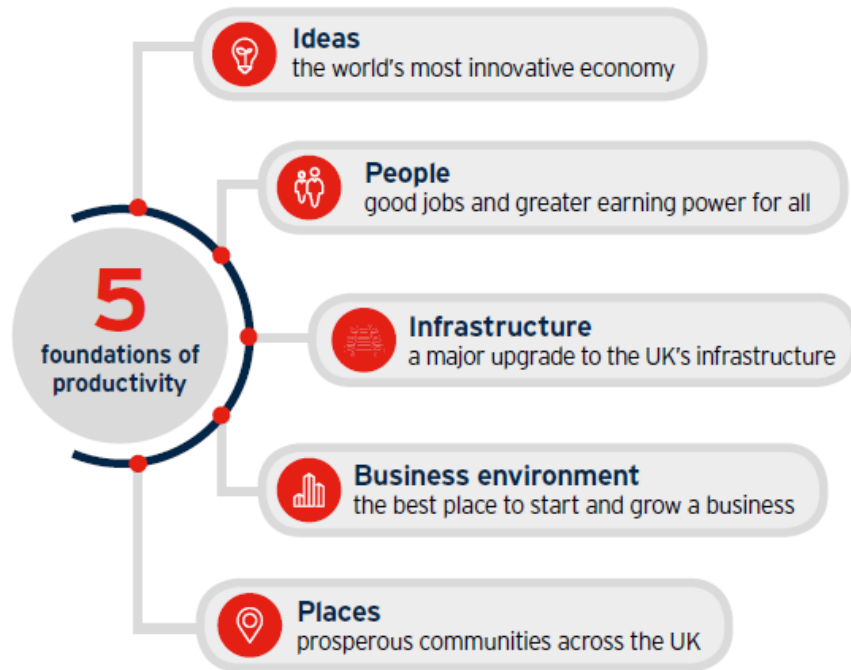 Ideas
the world's most innovative economy
People
good jobs and greater earning power for all
5
foundations of
productivity
Infrastructure
a major upgrade to the UK's infrastructure
Business environment
the best place to start and grow a business
Places
prosperous communities across the UK